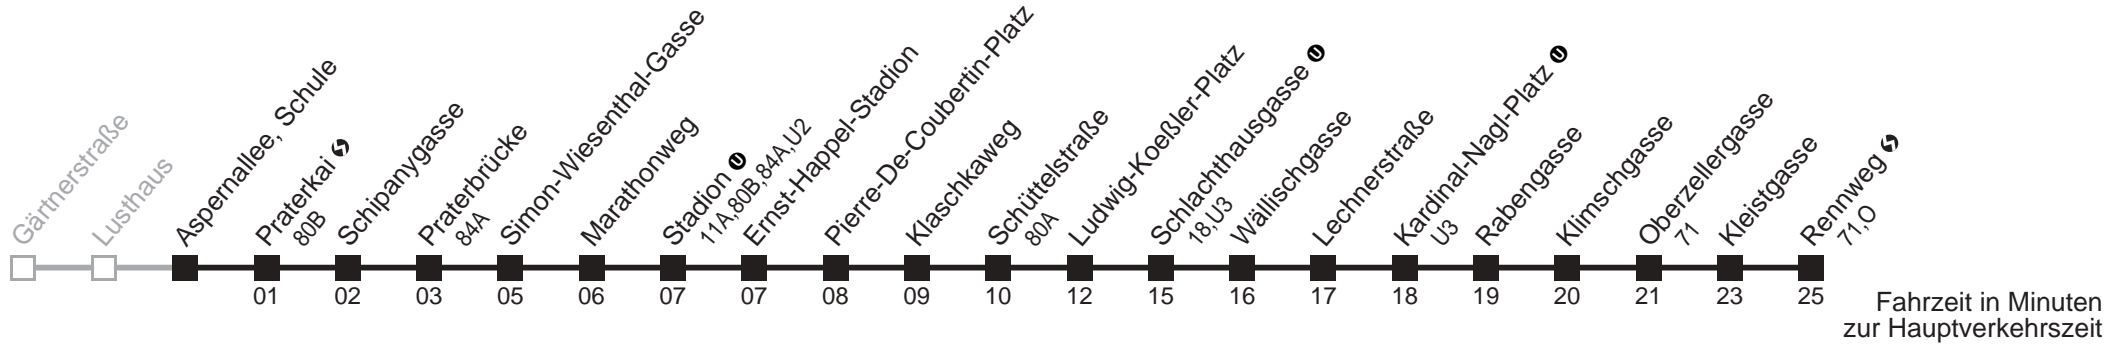 Gärtnerstraße
Lusthaus
Aspernallee, Schule
Praterkai
80B
Schipanygasse
Praterbrücke
84A
Simon-Wiesenthal-Gasse
Marathonweg
Stadion U
11A,80B,84A,U2
Ernst-Happel-Stadion
Pierre-De-Coubertin-Platz
Klaschkaweg
Schüttelstraße
80A
Ludwig-Koeßler-Platz
Schlachthausgasse U
18,U3
Wällischgasse
Lechnerstraße
Kardinal-Nagl-Platz U
U3
Rabengasse
Klimschgasse
Oberzellergasse
71
Kleistgasse
Rennweg
71,O
01 02 03 05 06 07 07 08 09 10 12 15 16 17 18 19 20 21 23 25
Fahrzeit in Minuten
zur Hauptverkehrszeit